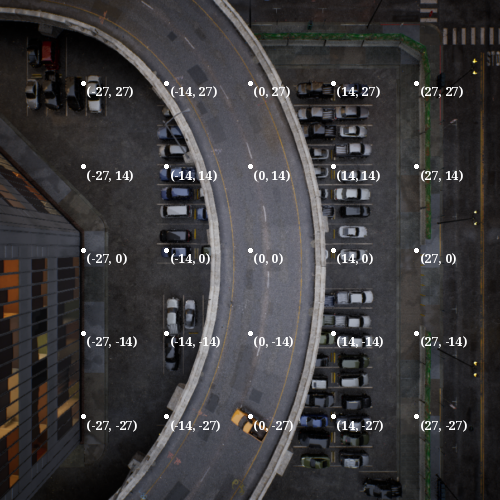 STO
(-27, 27) (-14, 27) (0, 27) (14, 27) (27, 27)
(-27, 14) (-14, 14) (0, 14) (14, 14) (27, 14)
(-27, 0) (-14, 0) (0, 0) (14, 0) (27, 0)
(-27, -14) (-14, -14) (0, -14) (14, -14) (27, -14)
(-27, -27) (-14, -27) (0, -27) (14, -27) (27, -27)